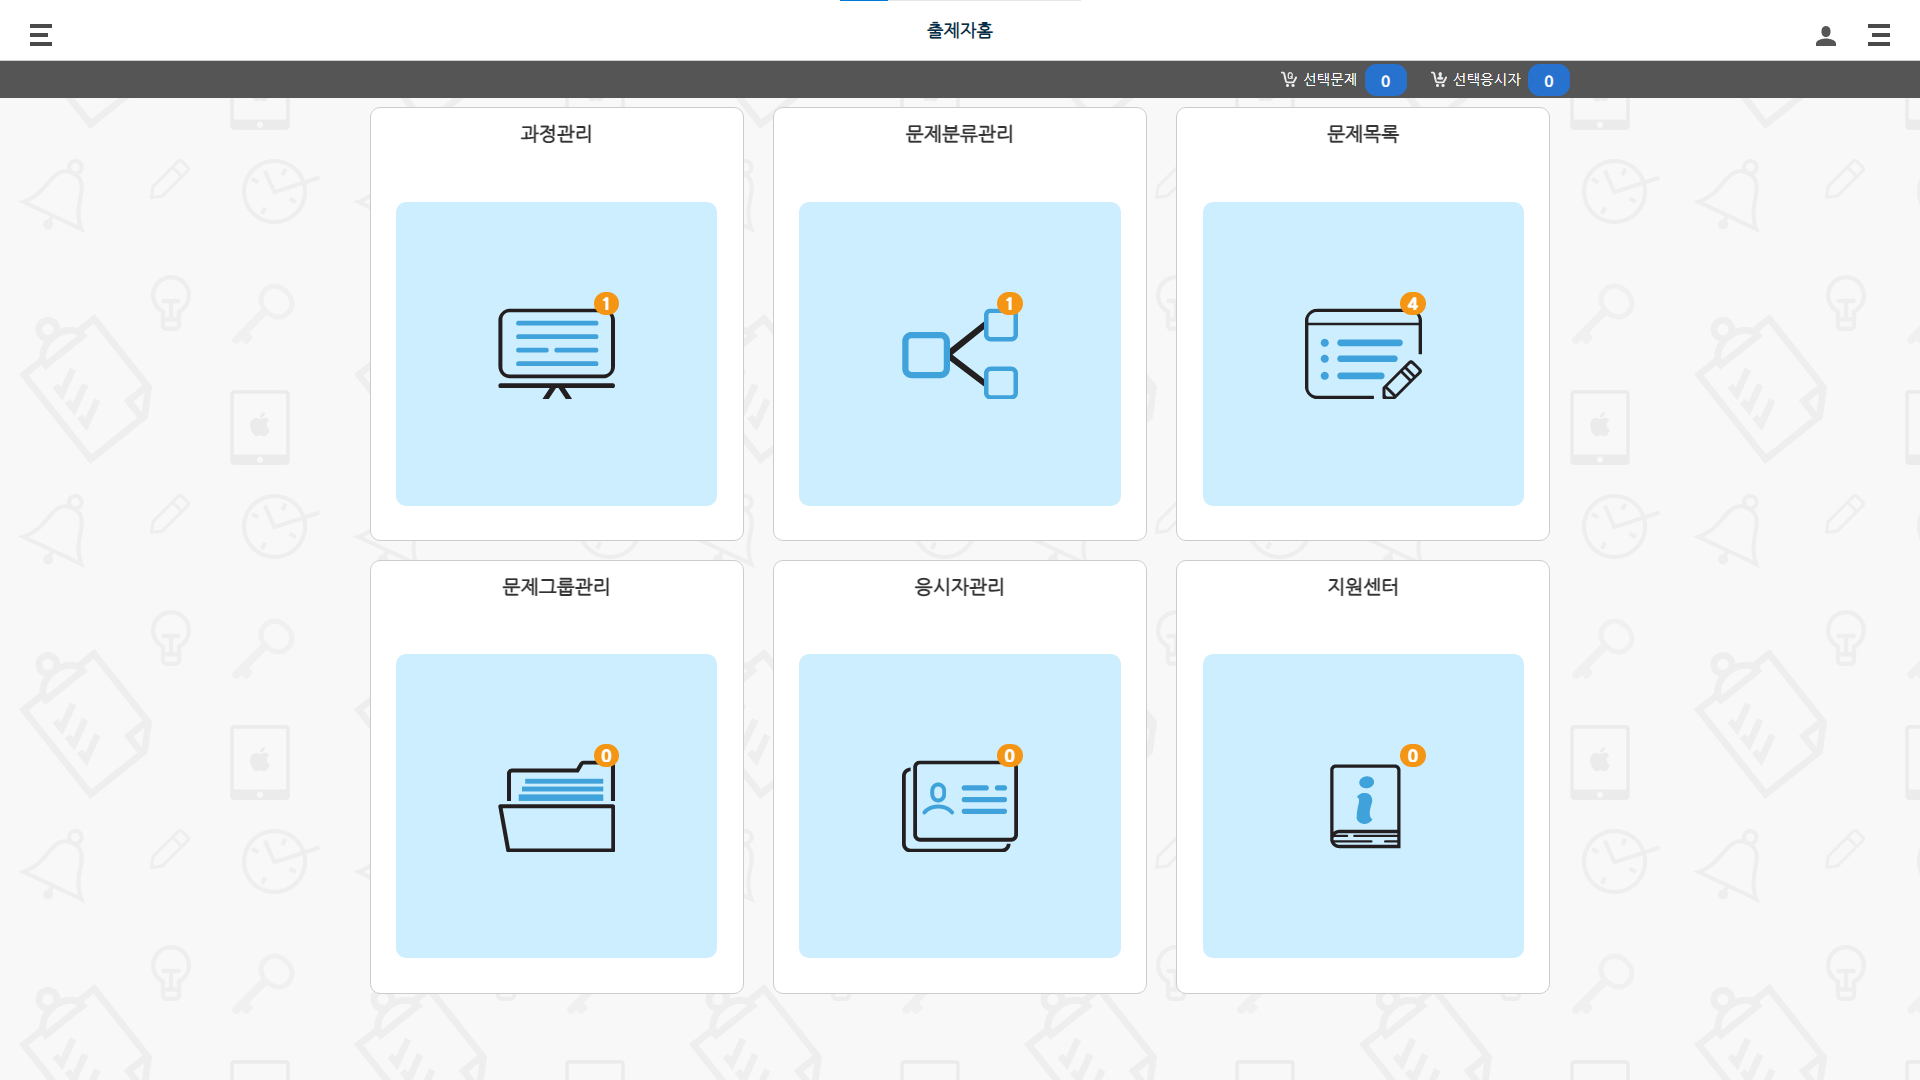 출제자홈
선택문제 0 선택응시자 0
과정관리
문제분류관리
문제목록
1
1
4
문제그룹관리
응시자관리
지원센터
0
0
0